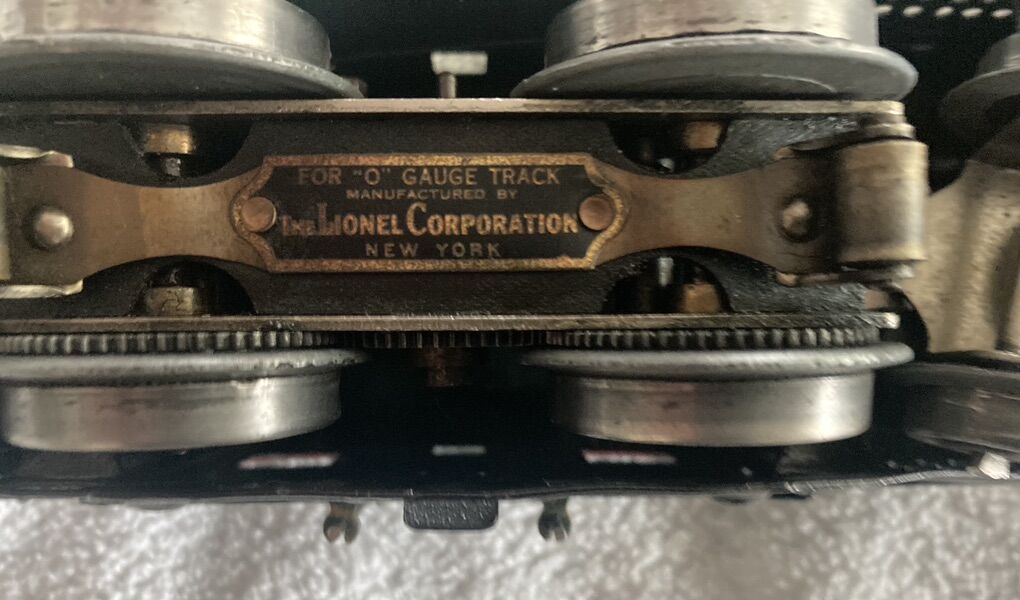 FOR "O" GAUGE TRACK
MANUFACTURED BY
THE LIONEL CORPORATION
NEW YORK